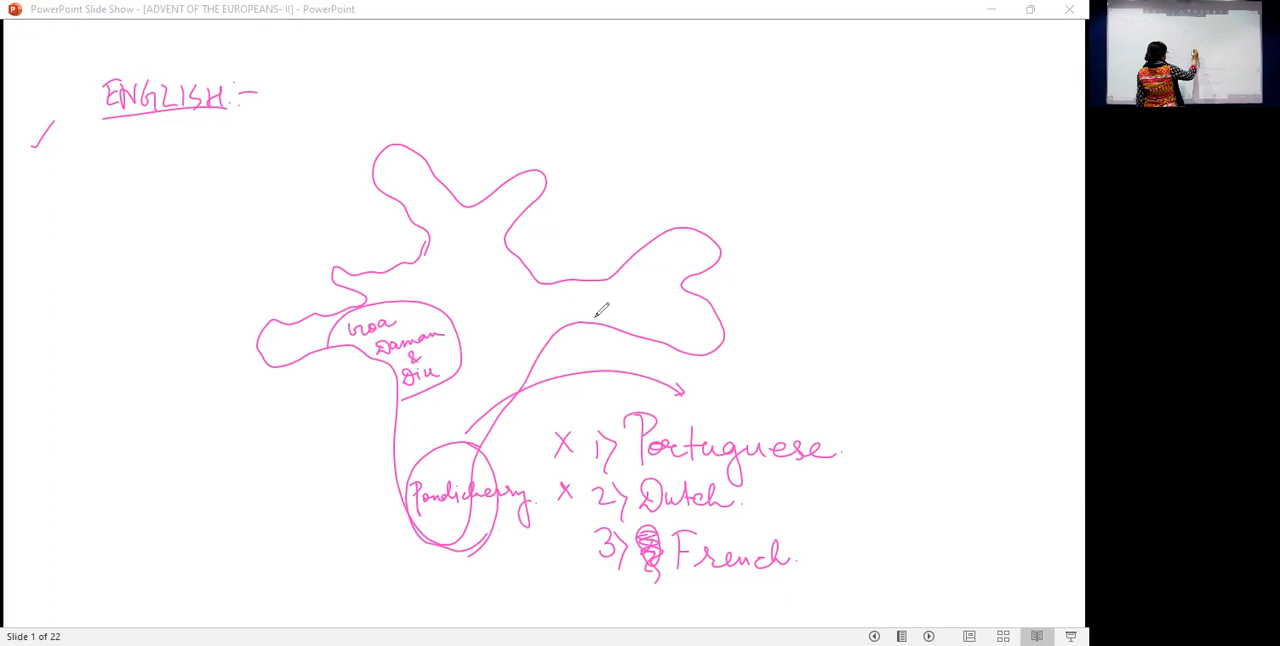 PowerPoint Slide Show - [ADVENT OF THE EUROPEANS- II] - PowerPoint
ENGLISH :-
Goa
Daman
&
Diu
X 1) Portuguese.
Pondicherry. X 2) Dutch.
3) French.
Slide 1 of 22